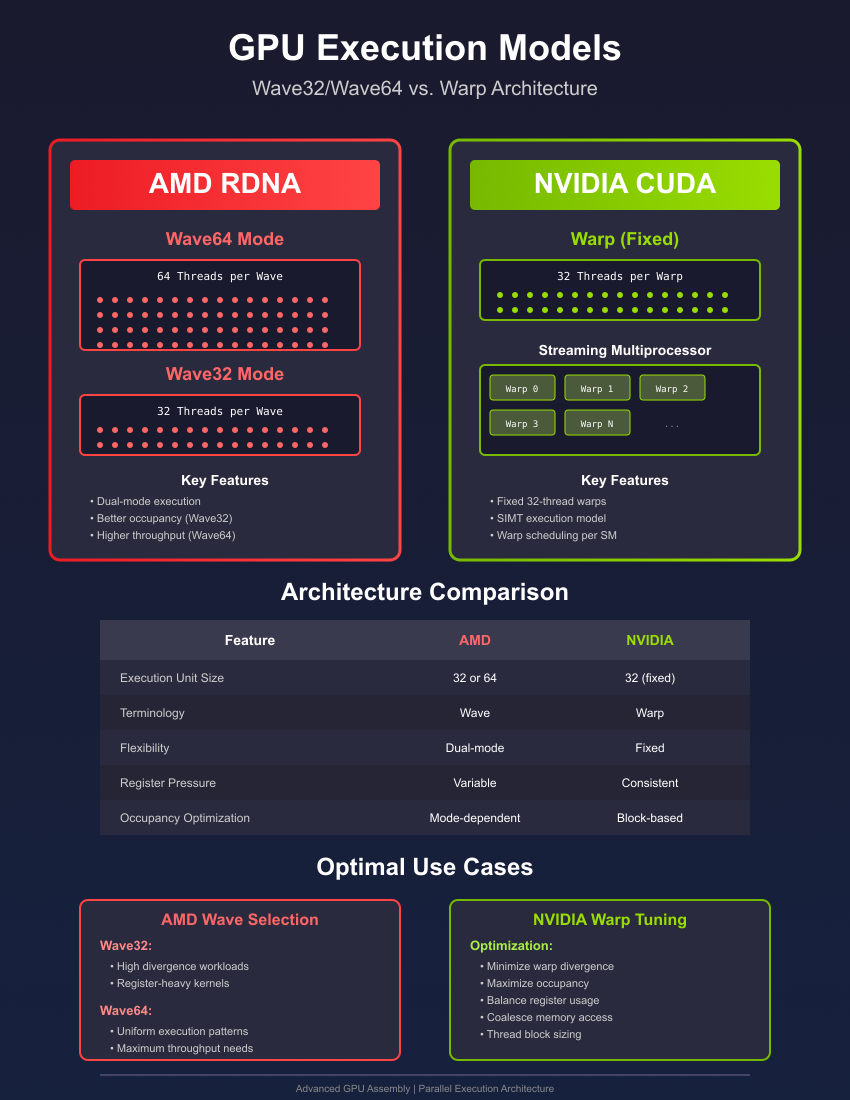 GPU Execution Models
Wave32/Wave64 vs. Warp Architecture
AMD RDNA
Wave64 Mode
64 Threads per Wave
Wave32 Mode
32 Threads per Wave
Key Features
• Dual-mode execution
• Better occupancy (Wave32)
• Higher throughput (Wave64)
NVIDIA CUDA
Warp (Fixed)
32 Threads per Warp
Streaming Multiprocessor
Warp 0 Warp 1 Warp 2
Warp 3 Warp N ...
Key Features
• Fixed 32-thread warps
• SIMT execution model
• Warp scheduling per SM
Architecture Comparison
Feature AMD NVIDIA
Execution Unit Size 32 or 64 32 (fixed)
Terminology Wave Warp
Flexibility Dual-mode Fixed
Register Pressure Variable Consistent
Occupancy Optimization Mode-dependent Block-based
Optimal Use Cases
AMD Wave Selection
Wave32:
• High divergence workloads
• Register-heavy kernels
Wave64:
• Uniform execution patterns
• Maximum throughput needs
NVIDIA Warp Tuning
Optimization:
• Minimize warp divergence
• Maximize occupancy
• Balance register usage
• Coalesce memory access
• Thread block sizing
Advanced GPU Assembly | Parallel Execution Architecture